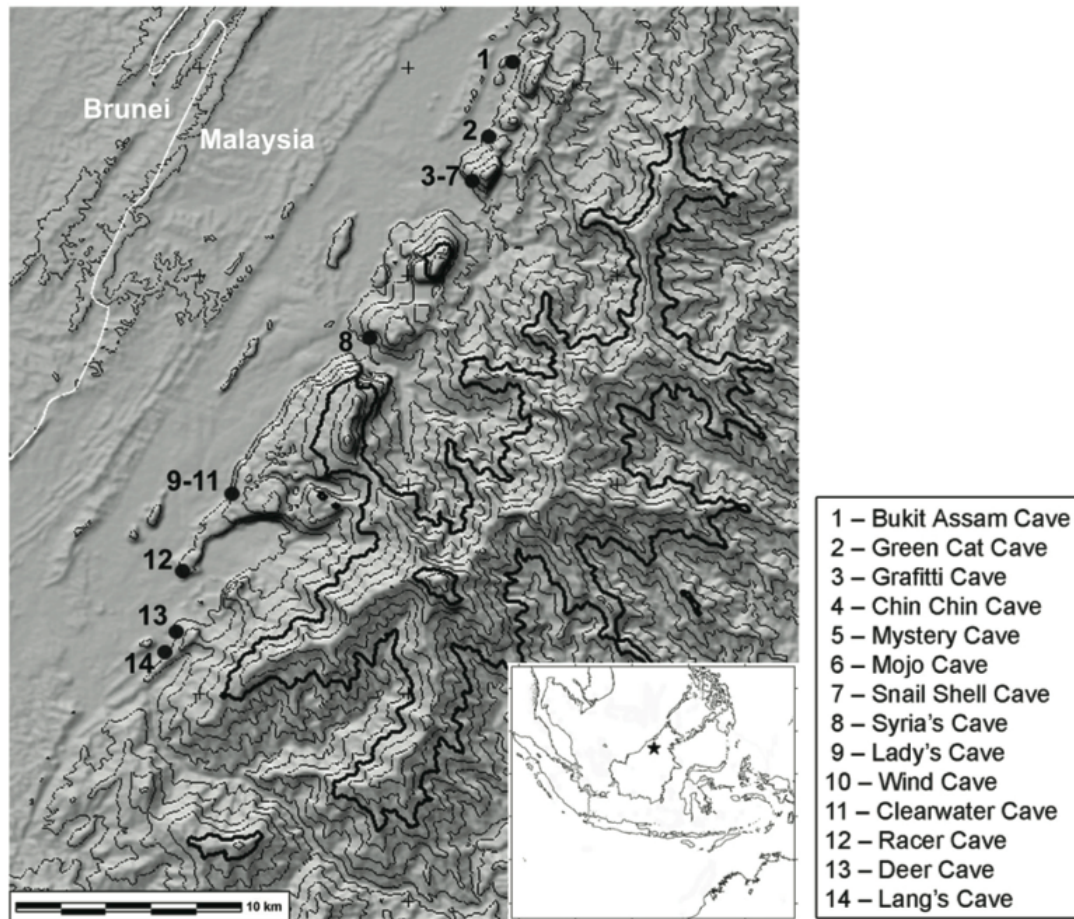 1
Brunei
Malaysia
2
3-7
8
9-11
12
13
14
10 km
1 – Bukit Assam Cave
2 – Green Cat Cave
3 – Grafitti Cave
4 – Chin Chin Cave
5 – Mystery Cave
6 – Mojo Cave
7 – Snail Shell Cave
8 – Syria's Cave
9 – Lady's Cave
10 – Wind Cave
11 – Clearwater Cave
12 – Racer Cave
13 – Deer Cave
14 – Lang's Cave